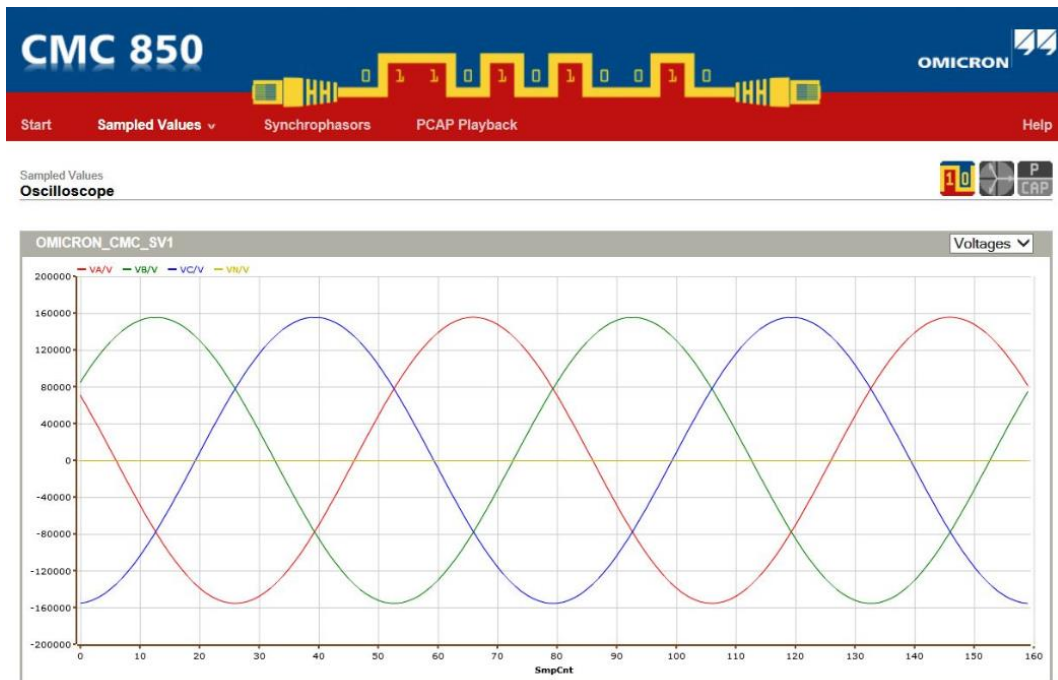 CMC 850
0 1 1 0 1 0 1 0 0 1 0
OMICRON
Start Sampled Values v Synchrophasors PCAP Playback Help
Sampled Values
Oscilloscope
10 P CAP
OMICRON_CMC_SV1 Voltages
VA/V VB/V VC/V VN/V
200000
160000
120000
80000
40000
0
-40000
-80000
-120000
-160000
-200000
0 10 20 30 40 50 60 70 80 90 100 110 120 130 140 150 160
SmpCnt